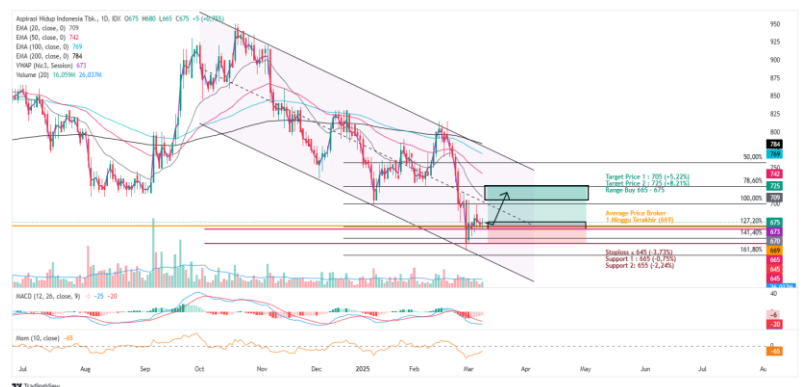 Aspirasi Hidup Indonesia Tbk., 1D, IDX O675 H680 L665 C675 +5 (+0,75%)
EMA (20, close, 0) 709
EMA (50, close, 0) 742
EMA (100, close, 0) 769
EMA (200, close, 0) 784
VWAP (hlc3, Session) 673
Volume (20) 16,099M 26,037M
950
900
875
850
825
800
784
769
50,00%
742
78,60%
Target Price 1 : 705 (+5,22%)
Target Price 2 : 725 (+8,21%)
Range Buy 665 - 675
725
709
100,00%
700
Average Price Broker
1 Minggu Terakhir (669)
127,20%
675
673
141,40%
670
669
161,80%
Stoploss ≤ 645 (-3,73%)
Support 1 : 665 (-0,75%)
Support 2 : 655 (-2,24%)
665
655
645
645
MACD (12, 26, close, 9) -6 -25 -20
40
-6
-20
Mom (10, close) -65
0
-65
Jul Aug Sep Oct Nov Dec 2025 Feb Mar Apr May Jun Jul Au
TradingView